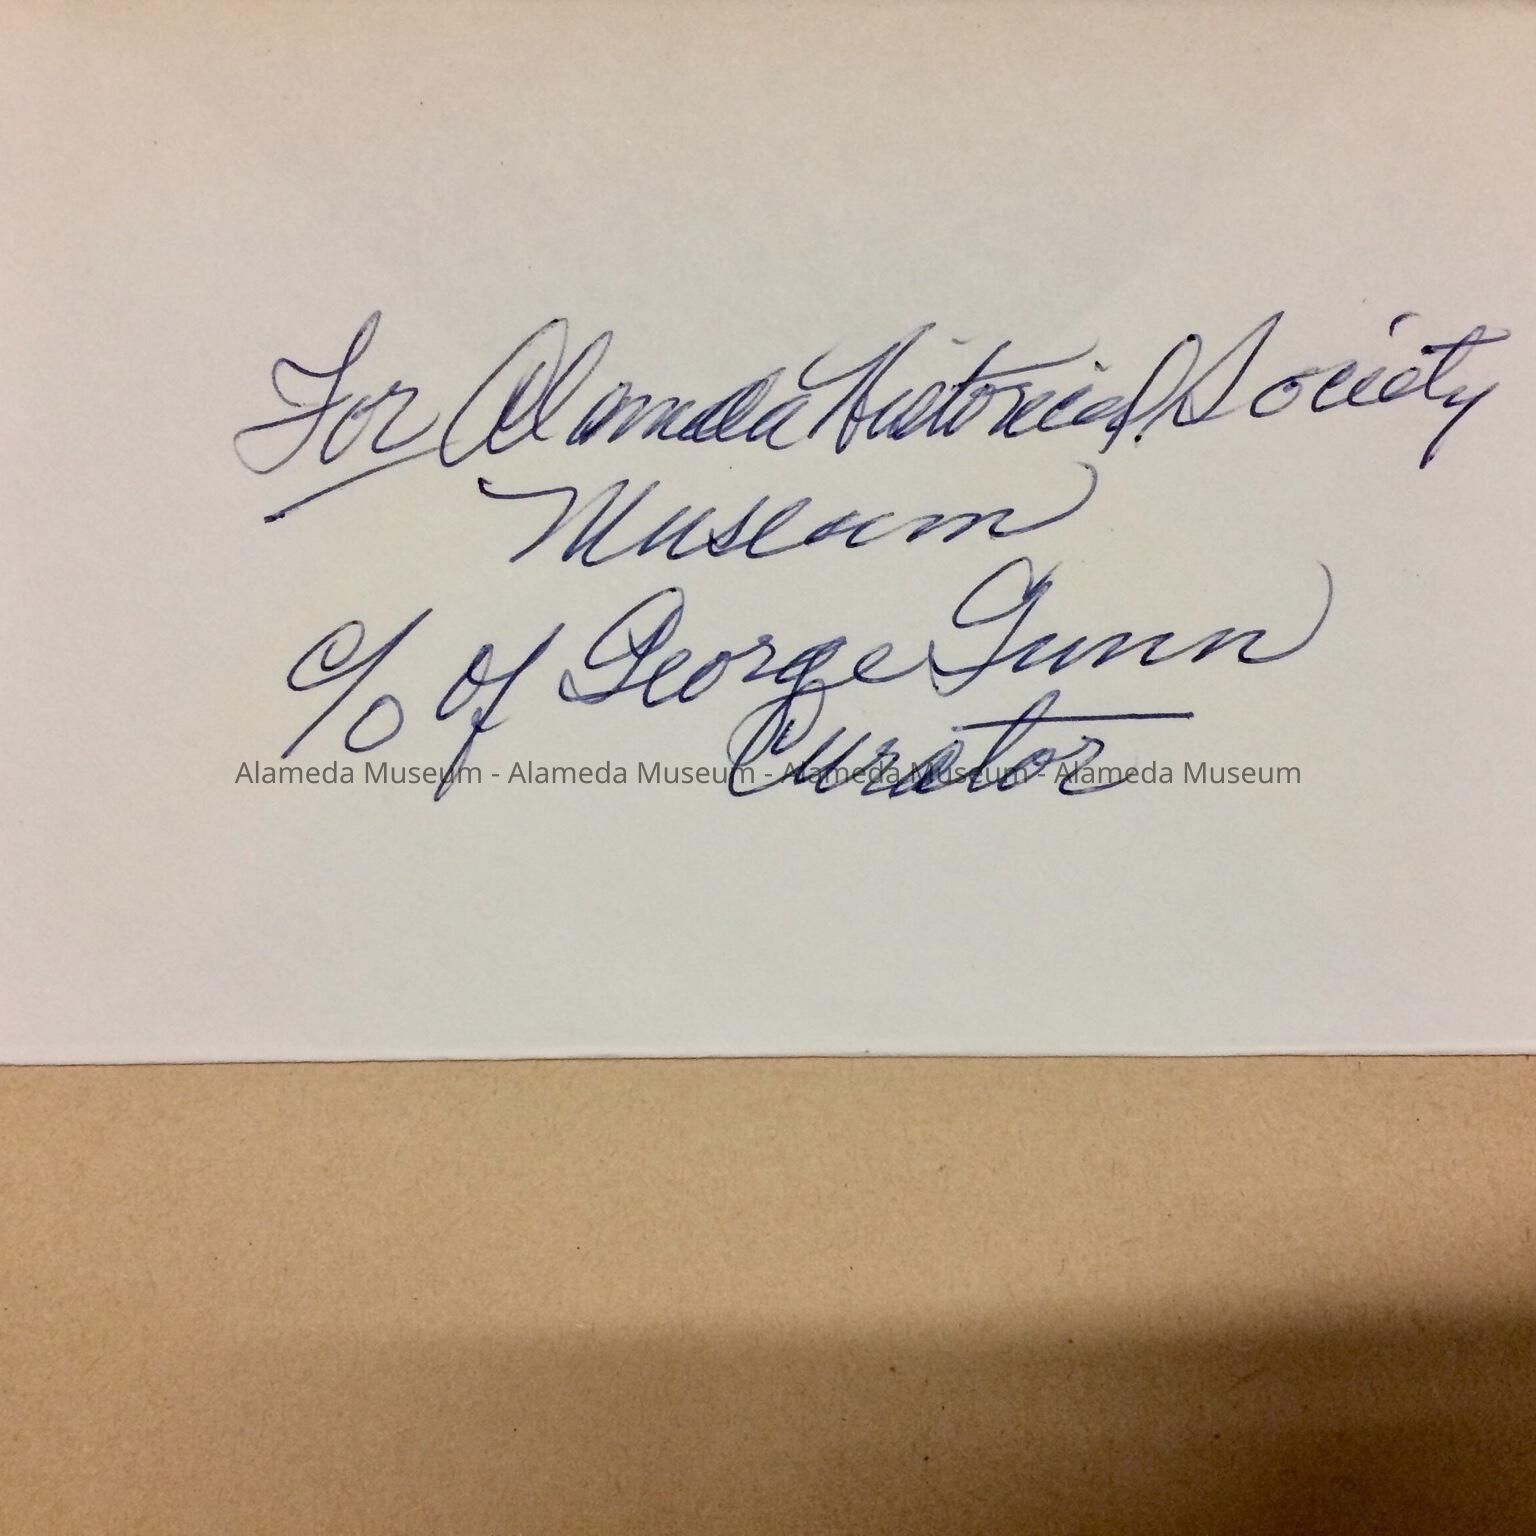 For Alameda Historical Society
Museum
c/o of George Gunn
Curator
Alameda Museum - Alameda Museum - Alameda Museum - Alameda Museum